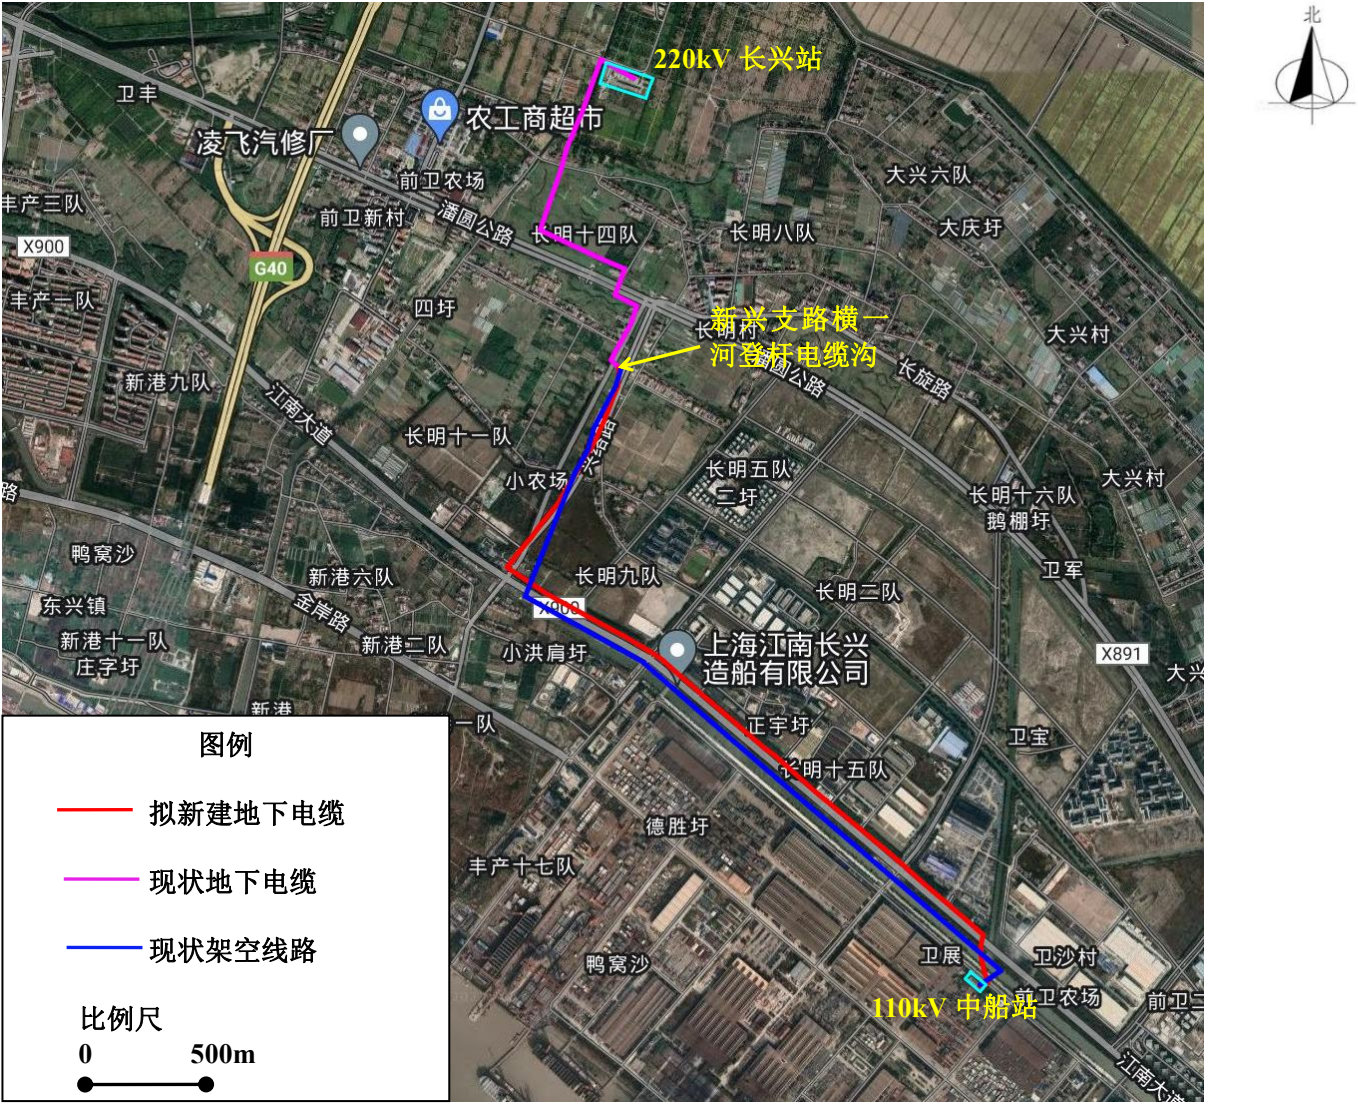 北
220kV 长兴站
卫丰
农工商超市
凌飞汽修厂
前卫农场
大兴六队
丰产三队
前卫新村
潘圆公路
长明十四队
长明八队
大庆圩
X900
G40
丰产一队
四圩
新兴支路横一
河登杆电缆沟
长明村
大兴村
潘圆公路
长旋路
新港九队
江南大道
长明十一队
兴结路
长明五队
二圩
大兴村
小农场
长明十六队
鹅棚圩
路
鸭窝沙
新港六队
长明九队
长明二队
卫军
东兴镇
金岸路
X900
新港十一队
庄字圩
新港二队
小洪肩圩
上海江南长兴
造船有限公司
X891
大兴
新港
一队
正宇圩
卫宝
图例
长明十五队
拟新建地下电缆
德胜圩
丰产十七队
现状地下电缆
现状架空线路
鸭窝沙
卫展
卫沙村
110kV 中船站
前卫农场
前卫二
比例尺
0 500m
江南大道